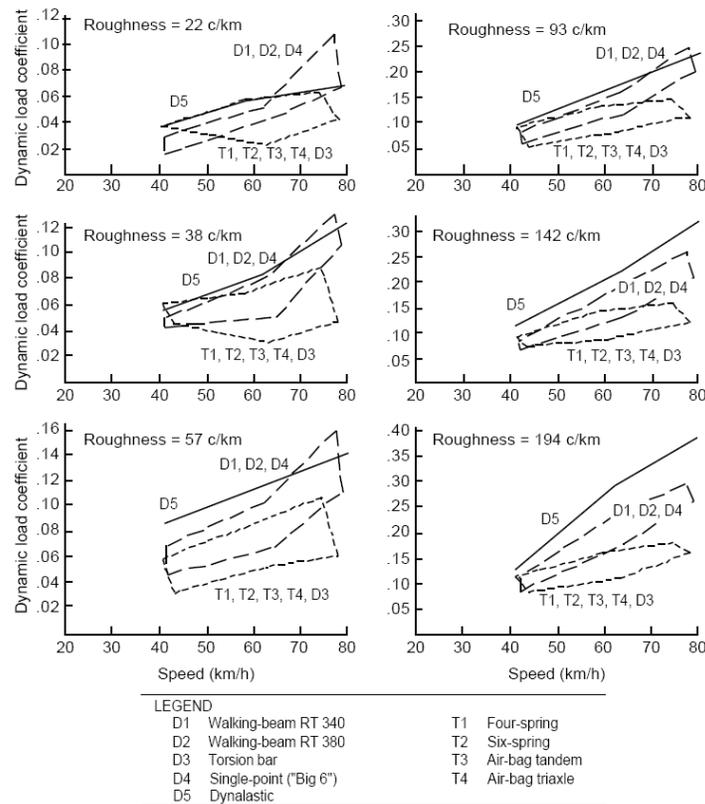 Dynamic load coefficient
Roughness = 22 c/km
.12
.10
.08
.06
.04
.02
D1, D2, D4
D5
T1, T2, T3, T4, D3
20 30 40 50 60 70 80
Roughness = 93 c/km
.30
.25
.20
.15
.10
.05
D1, D2, D4
D5
T1, T2, T3, T4, D3
20 30 40 50 60 70 80
Dynamic load coefficient
Roughness = 38 c/km
.12
.10
.08
.06
.04
.02
D1, D2, D4
D5
T1, T2, T3, T4, D3
20 30 40 50 60 70 80
Roughness = 142 c/km
.30
.25
.20
.15
.10
.05
D5
D1, D2, D4
T1, T2, T3, T4, D3
20 30 40 50 60 70 80
Dynamic load coefficient
Roughness = 57 c/km
.16
.14
.12
.10
.08
.06
.04
.02
D1, D2, D4
D5
T1, T2, T3, T4, D3
20 30 40 50 60 70 80
Speed (km/h)
Roughness = 194 c/km
.40
.35
.30
.25
.20
.15
.10
.05
D5
D1, D2, D4
T1, T2, T3, T4, D3
20 30 40 50 60 70 80
Speed (km/h)
LEGEND
D1 Walking-beam RT 340
D2 Walking-beam RT 380
D3 Torsion bar
D4 Single-point ("Big 6")
D5 Dynalastic
T1 Four-spring
T2 Six-spring
T3 Air-bag tandem
T4 Air-bag triaxle